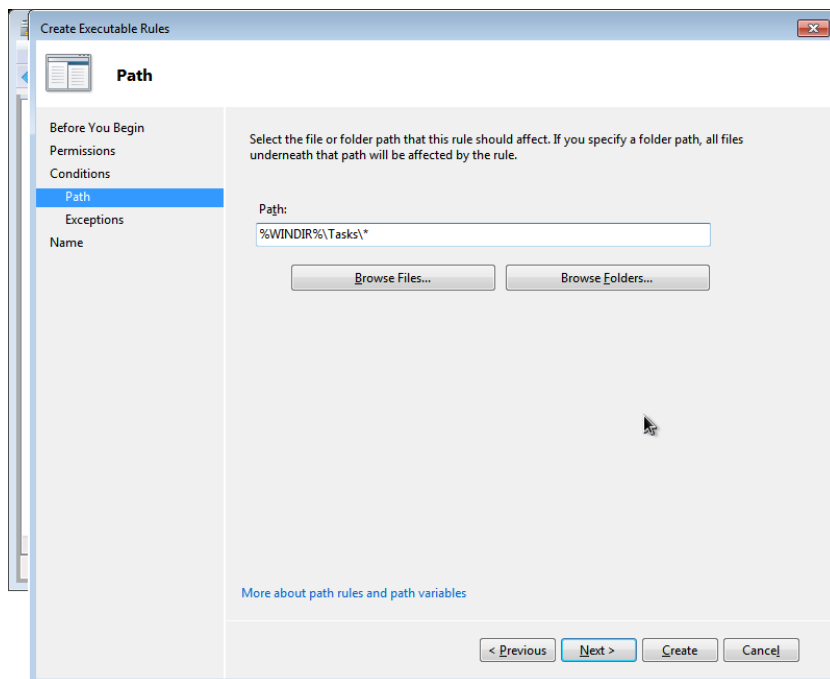 Create Executable Rules
Path
Before You Begin
Permissions
Conditions
Path
Exceptions
Name
Select the file or folder path that this rule should affect. If you specify a folder path, all files
underneath that path will be affected by the rule.
Path:
%WINDIR%\Tasks\*
Browse Files... Browse Folders...
More about path rules and path variables
< Previous Next > Create Cancel